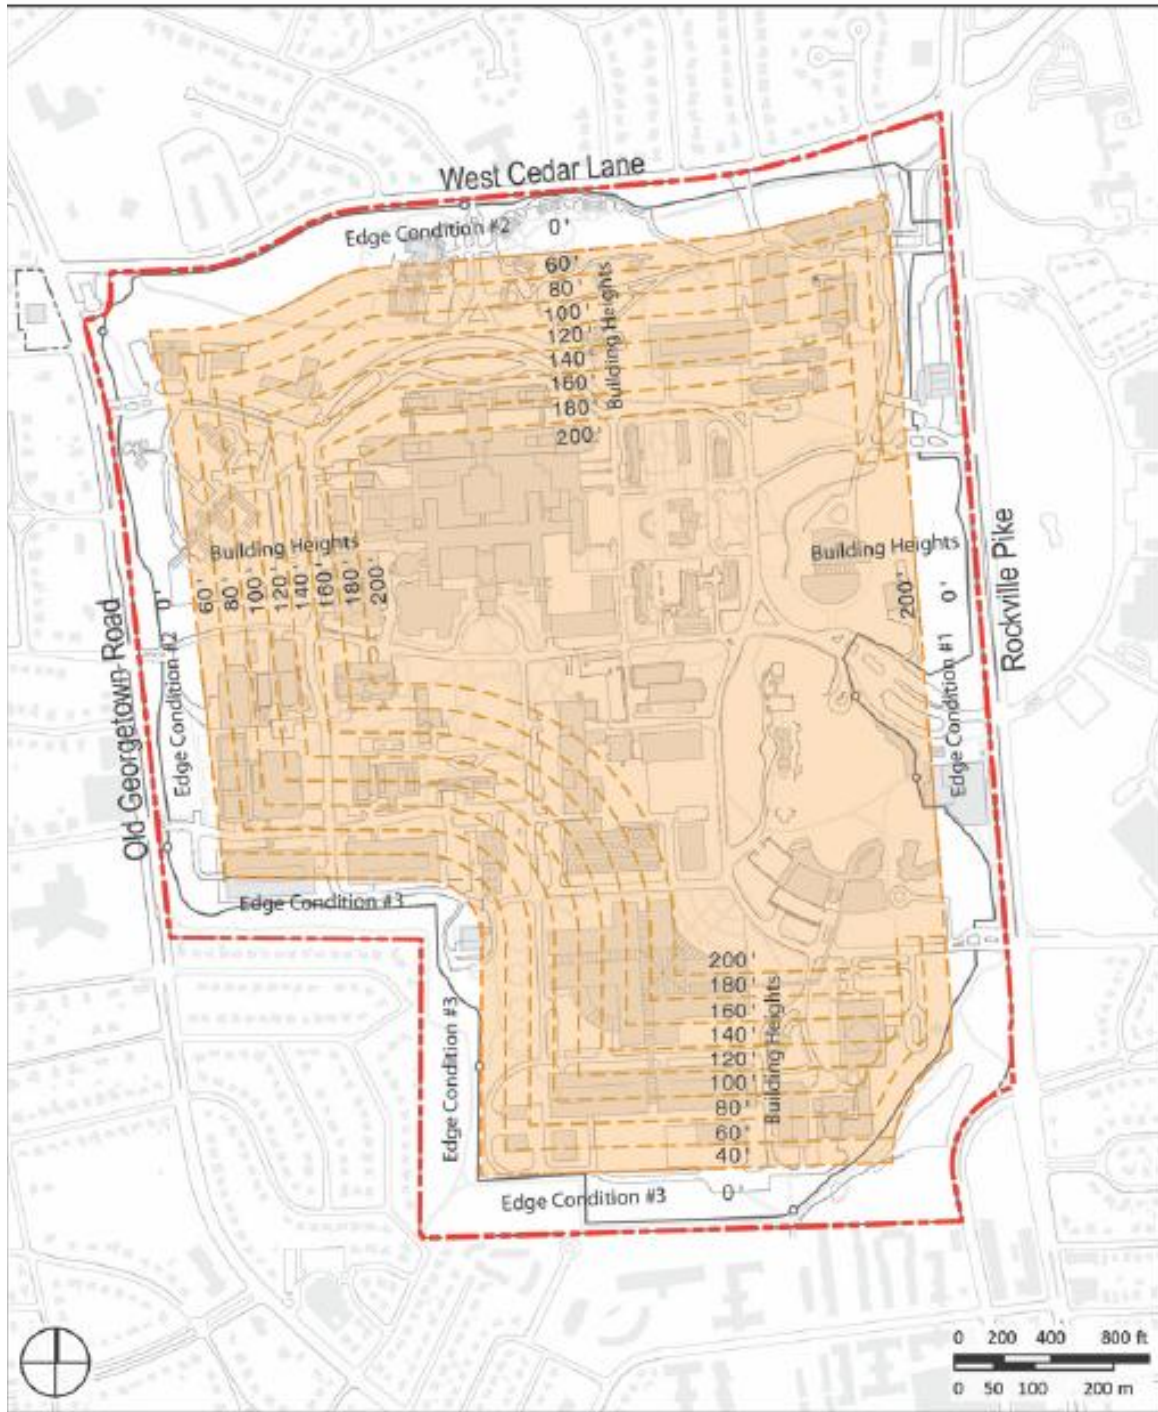 West Cedar Lane
Edge Condition #2
0'
60'
80'
100'
120'
140'
160'
180'
200'
Building Heights
Building Heights
0'
60'
80'
100'
120'
140'
160'
180'
200'
Building Heights
200'
0'
Old Georgetown Road
Edge Condition #2
Edge Condition #1
Rockville Pike
Edge Condition #3
Edge Condition #3
200'
180'
160'
140'
120'
100'
80'
60'
40'
0'
Building Heights
Edge Condition #3
0 200 400 800 ft
0 50 100 200 m